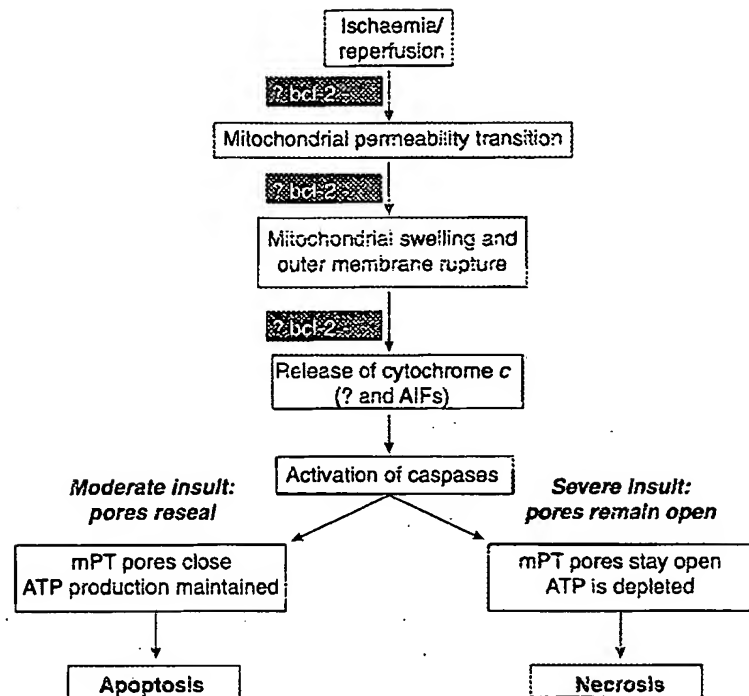 Ischaemia/
reperfusion
? bcl-2
Mitochondrial permeability transition
? bcl-2
Mitochondrial swelling and
outer membrane rupture
? bcl-2
Release of cytochrome c
(? and AIFs)
Activation of caspases
Moderate insult:
pores reseal
Severe insult:
pores remain open
mPT pores close
ATP production maintained
mPT pores stay open
ATP is depleted
Apoptosis
Necrosis